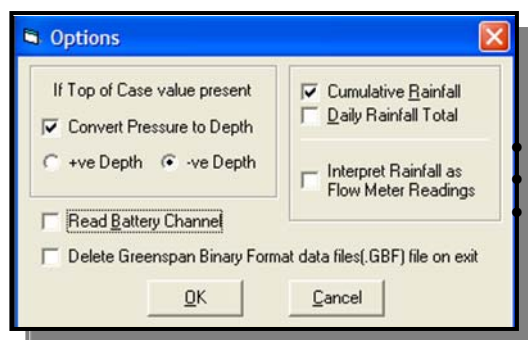 Options
If Top of Case value present
Convert Pressure to Depth
+ve Depth
-ve Depth
Cumulative Rainfall
Daily Rainfall Total
Interpret Rainfall as
Flow Meter Readings
Read Battery Channel
Delete Greenspan Binary Format data files(.GBF) file on exit
OK
Cancel